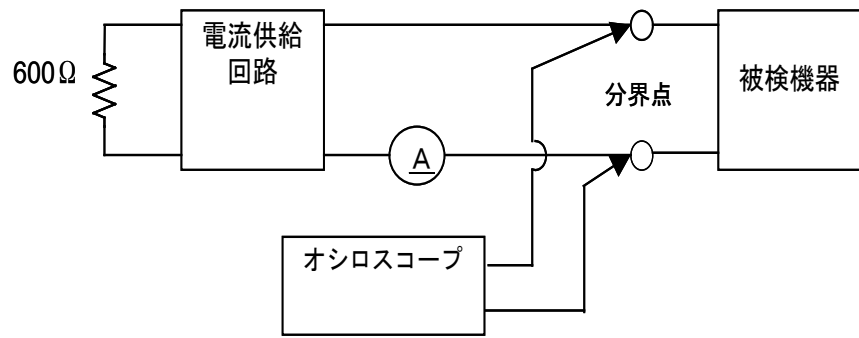 電流供給
回路
600Ω
被検機器
分界点
A
オシロスコープ